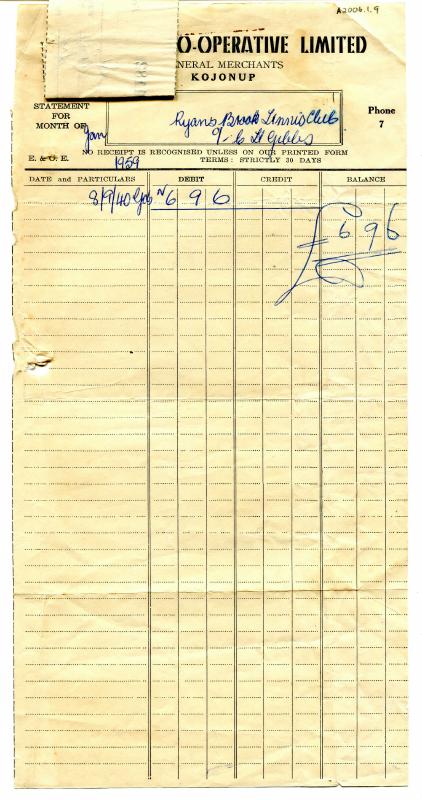 A2006.1.9
O-OPERATIVE LIMITED
NERAL MERCHANTS
KOJONUP
STATEMENT
FOR
MONTH OF Jany
Ryans Brook Tennis Club
C/- C H Gibbs
Phone
7
NO RECEIPT IS RECOGNISED UNLESS ON OUR PRINTED FORM
E. & O. E. 1959 TERMS: STRICTLY 30 DAYS
DATE and PARTICULARS DEBIT CREDIT BALANCE
8/9/40 6 9 6
£6 9 6